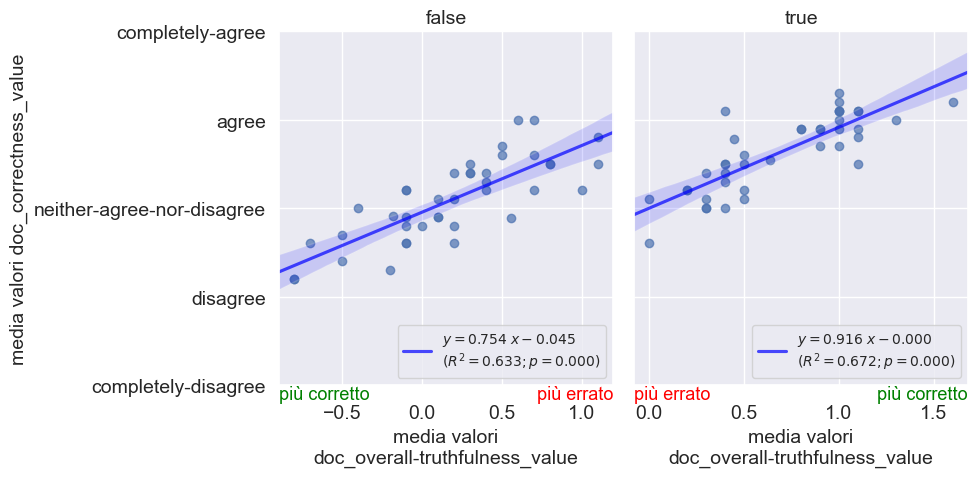 false
true
media valori doc_correctness_value
completely-agree
agree
neither-agree-nor-disagree
disagree
completely-disagree
y = 0.754 x − 0.045
(R² = 0.633; p = 0.000)
y = 0.916 x − 0.000
(R² = 0.672; p = 0.000)
più corretto più errato
più errato più corretto
−0.5 0.0 0.5 1.0
0.0 0.5 1.0 1.5
media valori
doc_overall-truthfulness_value
media valori
doc_overall-truthfulness_value